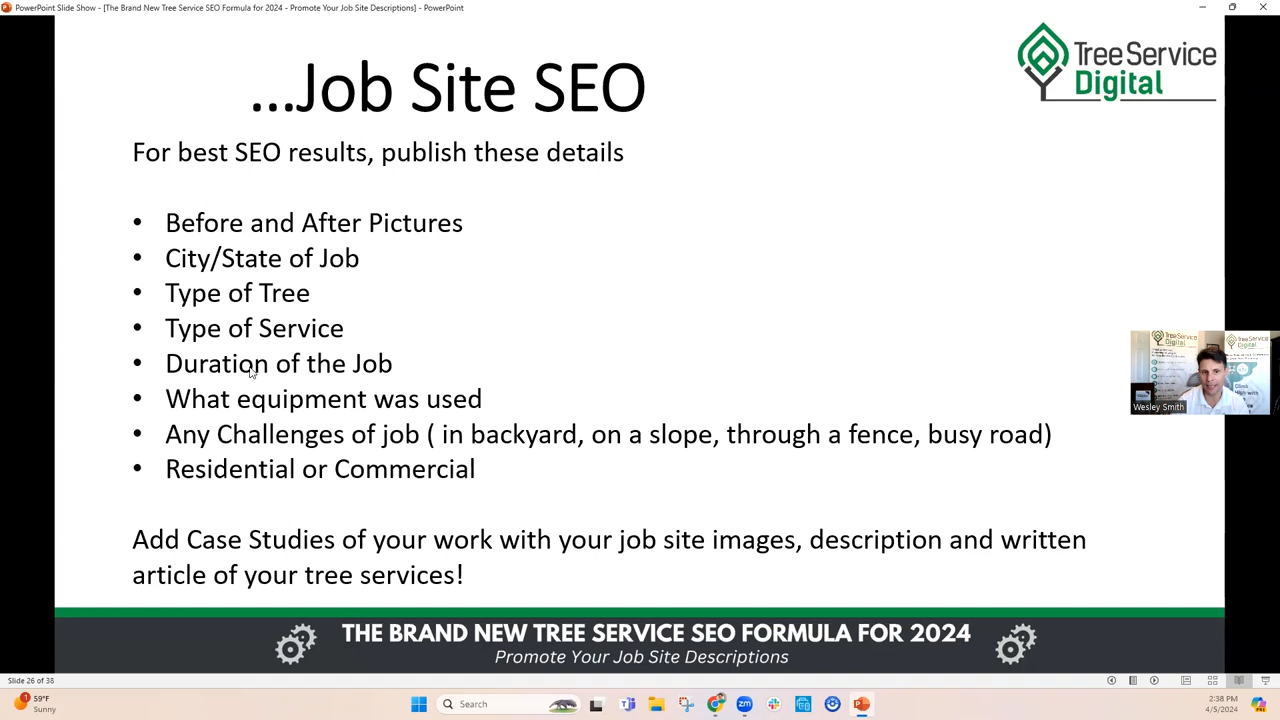 PowerPoint Slide Show - [The Brand New Tree Service SEO Formula for 2024 - Promote Your Job Site Descriptions] - PowerPoint
...Job Site SEO
Tree Service
Digital
For best SEO results, publish these details
• Before and After Pictures
• City/State of Job
• Type of Tree
• Type of Service
• Duration of the Job
• What equipment was used
• Any Challenges of job ( in backyard, on a slope, through a fence, busy road)
• Residential or Commercial
Tree Service
Digital
Wesley Smith
Add Case Studies of your work with your job site images, description and written
article of your tree services!
THE BRAND NEW TREE SERVICE SEO FORMULA FOR 2024
Promote Your Job Site Descriptions
Slide 26 of 38
1
59°F
Sunny
Search
2:38 PM
4/5/2024